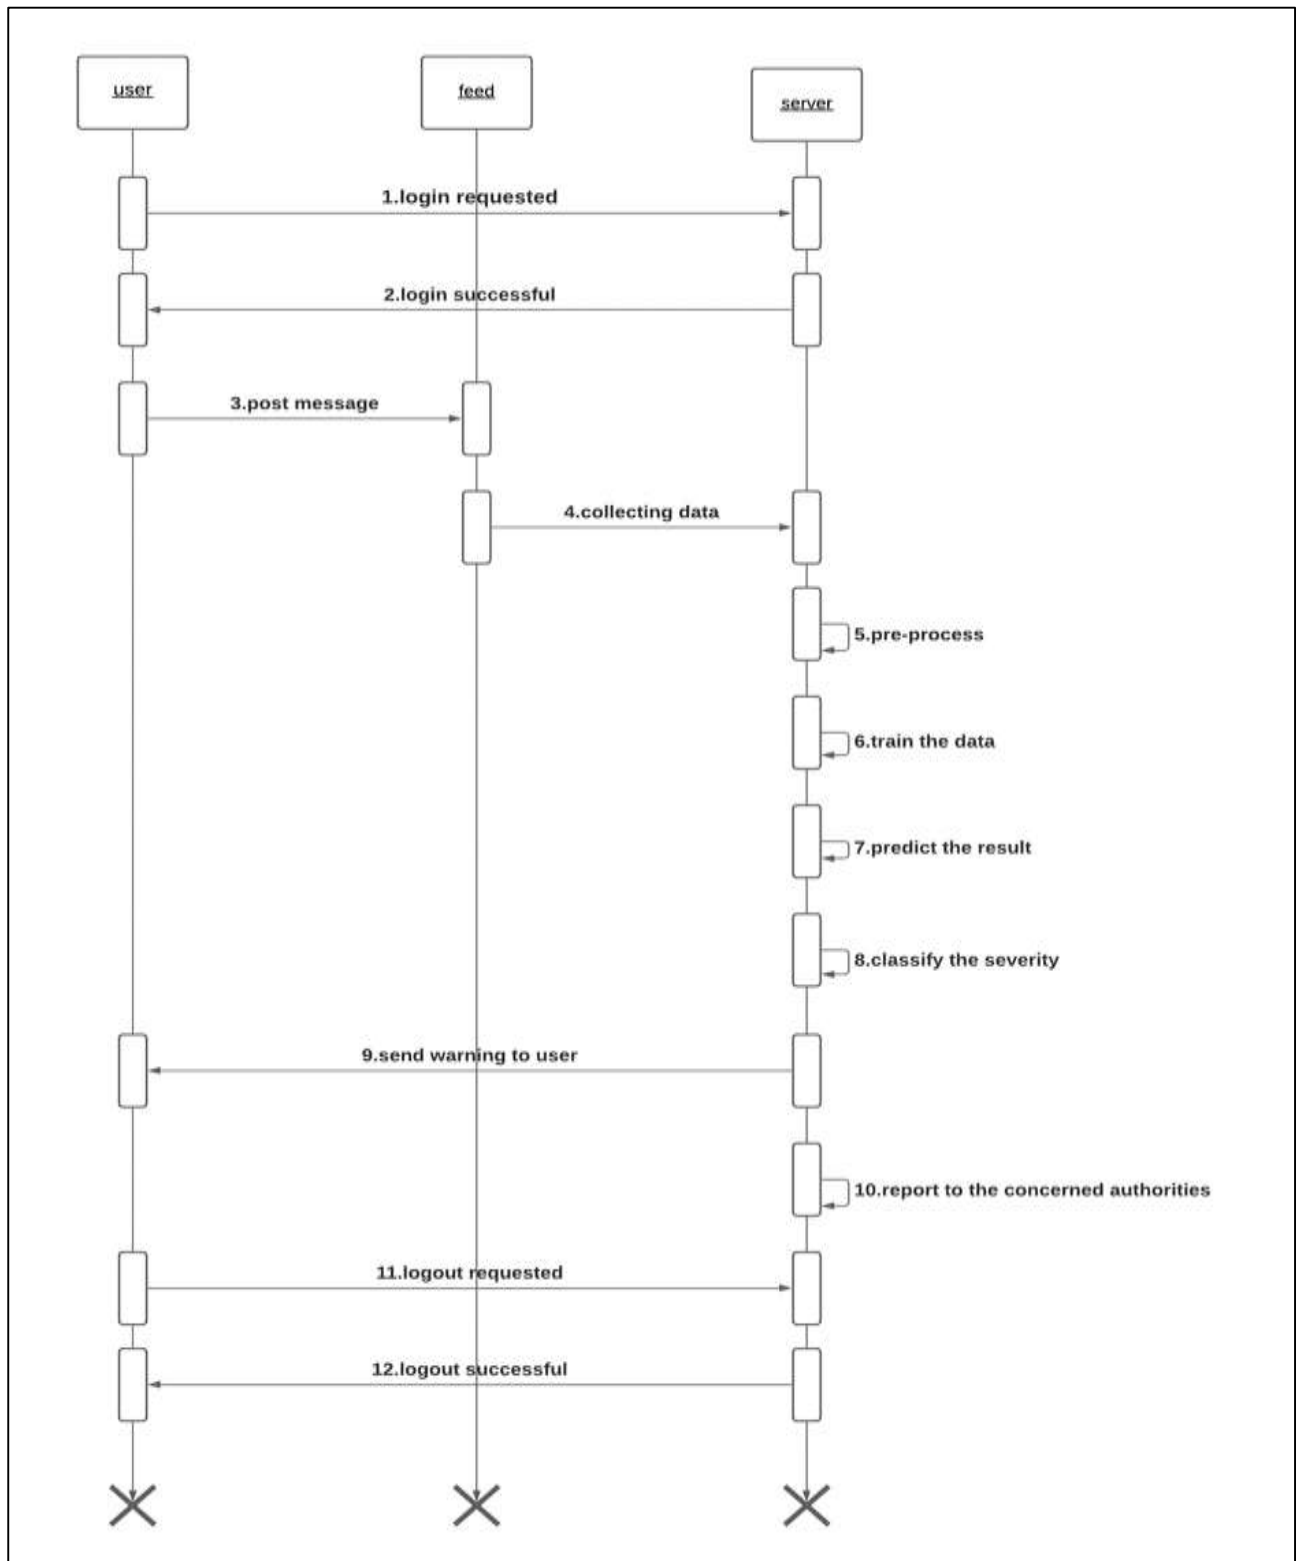 user
feed
server
1.login requested
2.login successful
3.post message
4.collecting data
5.pre-process
6.train the data
7.predict the result
8.classify the severity
9.send warning to user
10.report to the concerned authorities
11.logout requested
12.logout successful